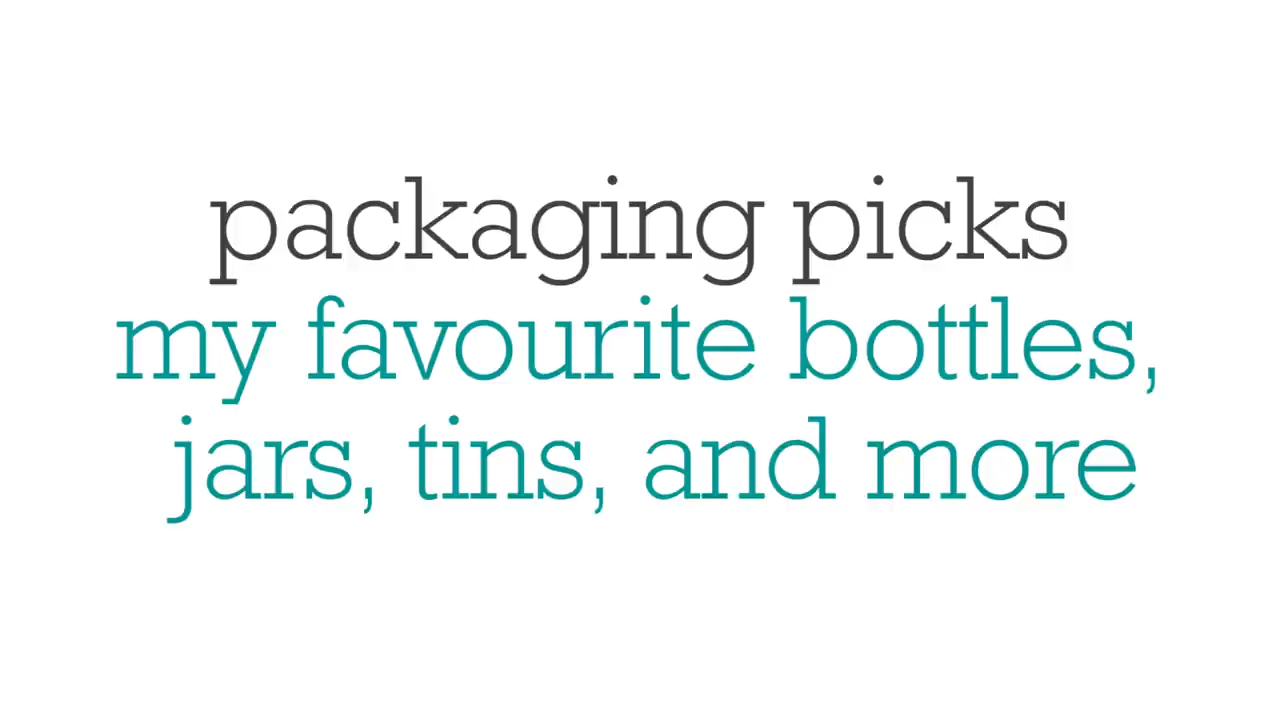 packaging picks
my favourite bottles,
jars, tins, and more